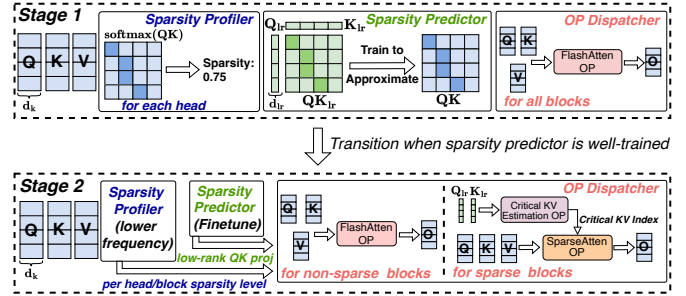 Stage 1
Sparsity Profiler
softmax(QK)
Q K V
d_k
Sparsity:
0.75
for each head
Sparsity Predictor
Q_lr K_lr
d_lr
QK_lr
Train to
Approximate
QK
OP Dispatcher
Q K
V
FlashAtten
OP
O
for all blocks
Transition when sparsity predictor is well-trained
Stage 2
Q K V
d_k
Sparsity
Profiler
(lower
frequency)
Sparsity
Predictor
(Finetune)
low-rank QK proj
per head/block sparsity level
OP Dispatcher
Q K
V
FlashAtten
OP
O
for non-sparse blocks
Q_lr K_lr
Critical KV
Estimation OP
Critical KV Index
Q K V
SparseAtten
OP
O
for sparse blocks